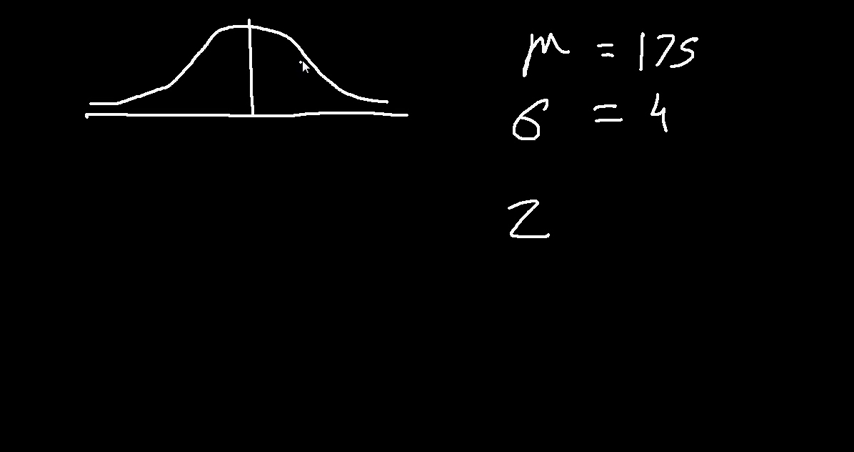 μ = 175
σ = 4
Z